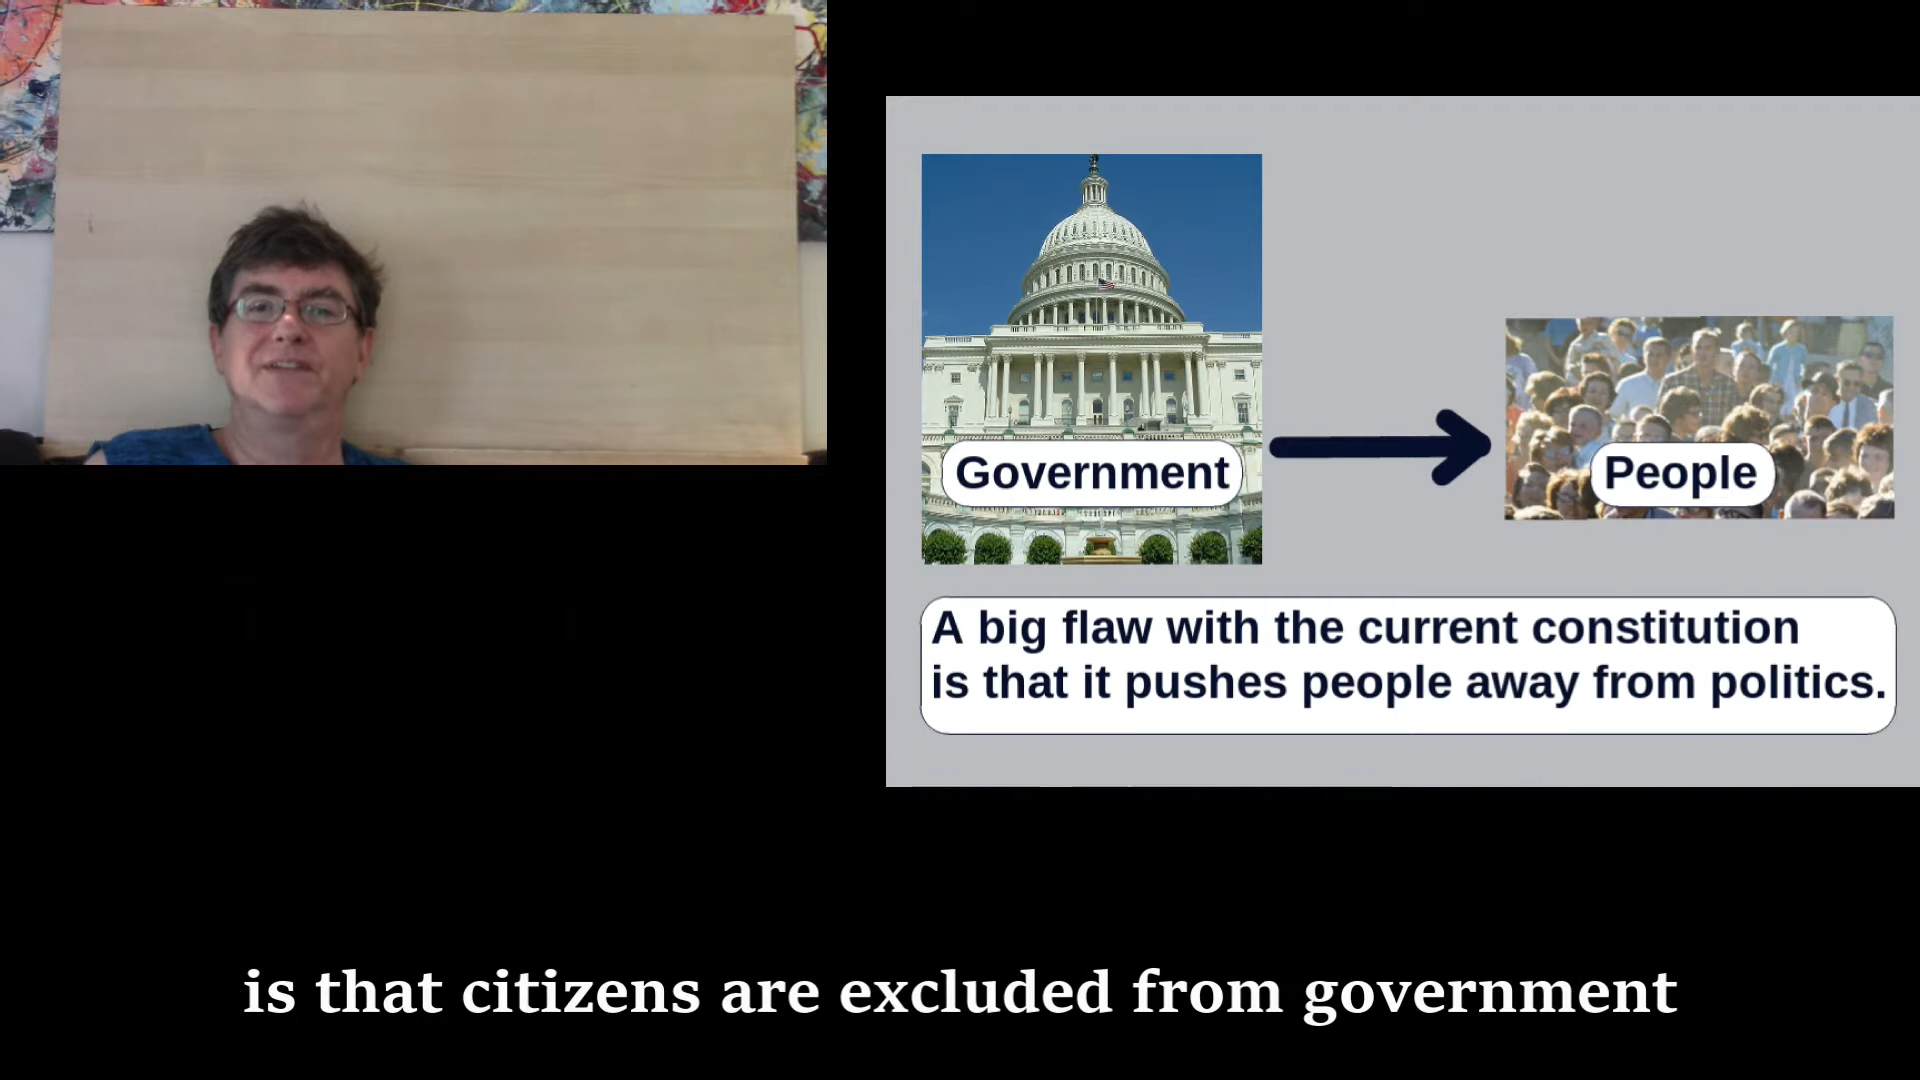 Government
People
A big flaw with the current constitution
is that it pushes people away from politics.
is that citizens are excluded from government